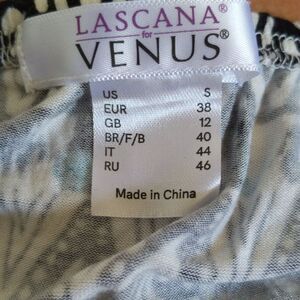 LASCANA®
for
VENUS®
US S
EUR 38
GB 12
BR/F/B 40
IT 44
RU 46
Made in China